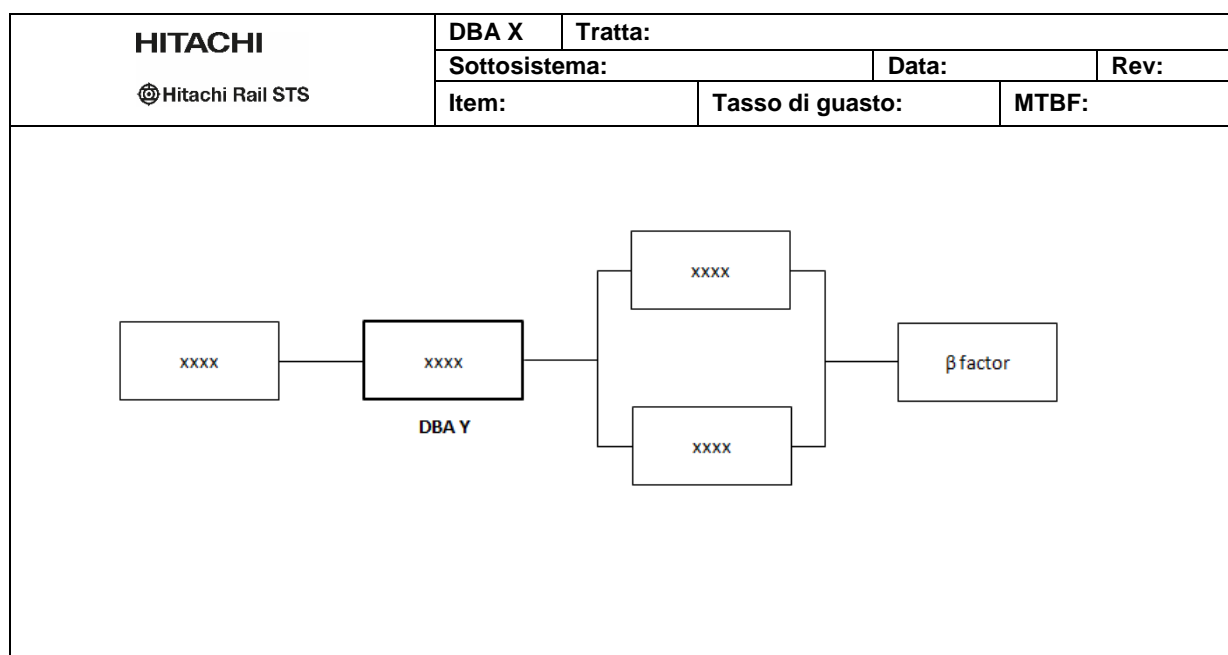 HITACHI
Hitachi Rail STS
DBA X Tratta:
Sottosistema: Data: Rev:
Item: Tasso di guasto: MTBF:
xxxx
xxxx
xxxx
β factor
DBA Y
xxxx